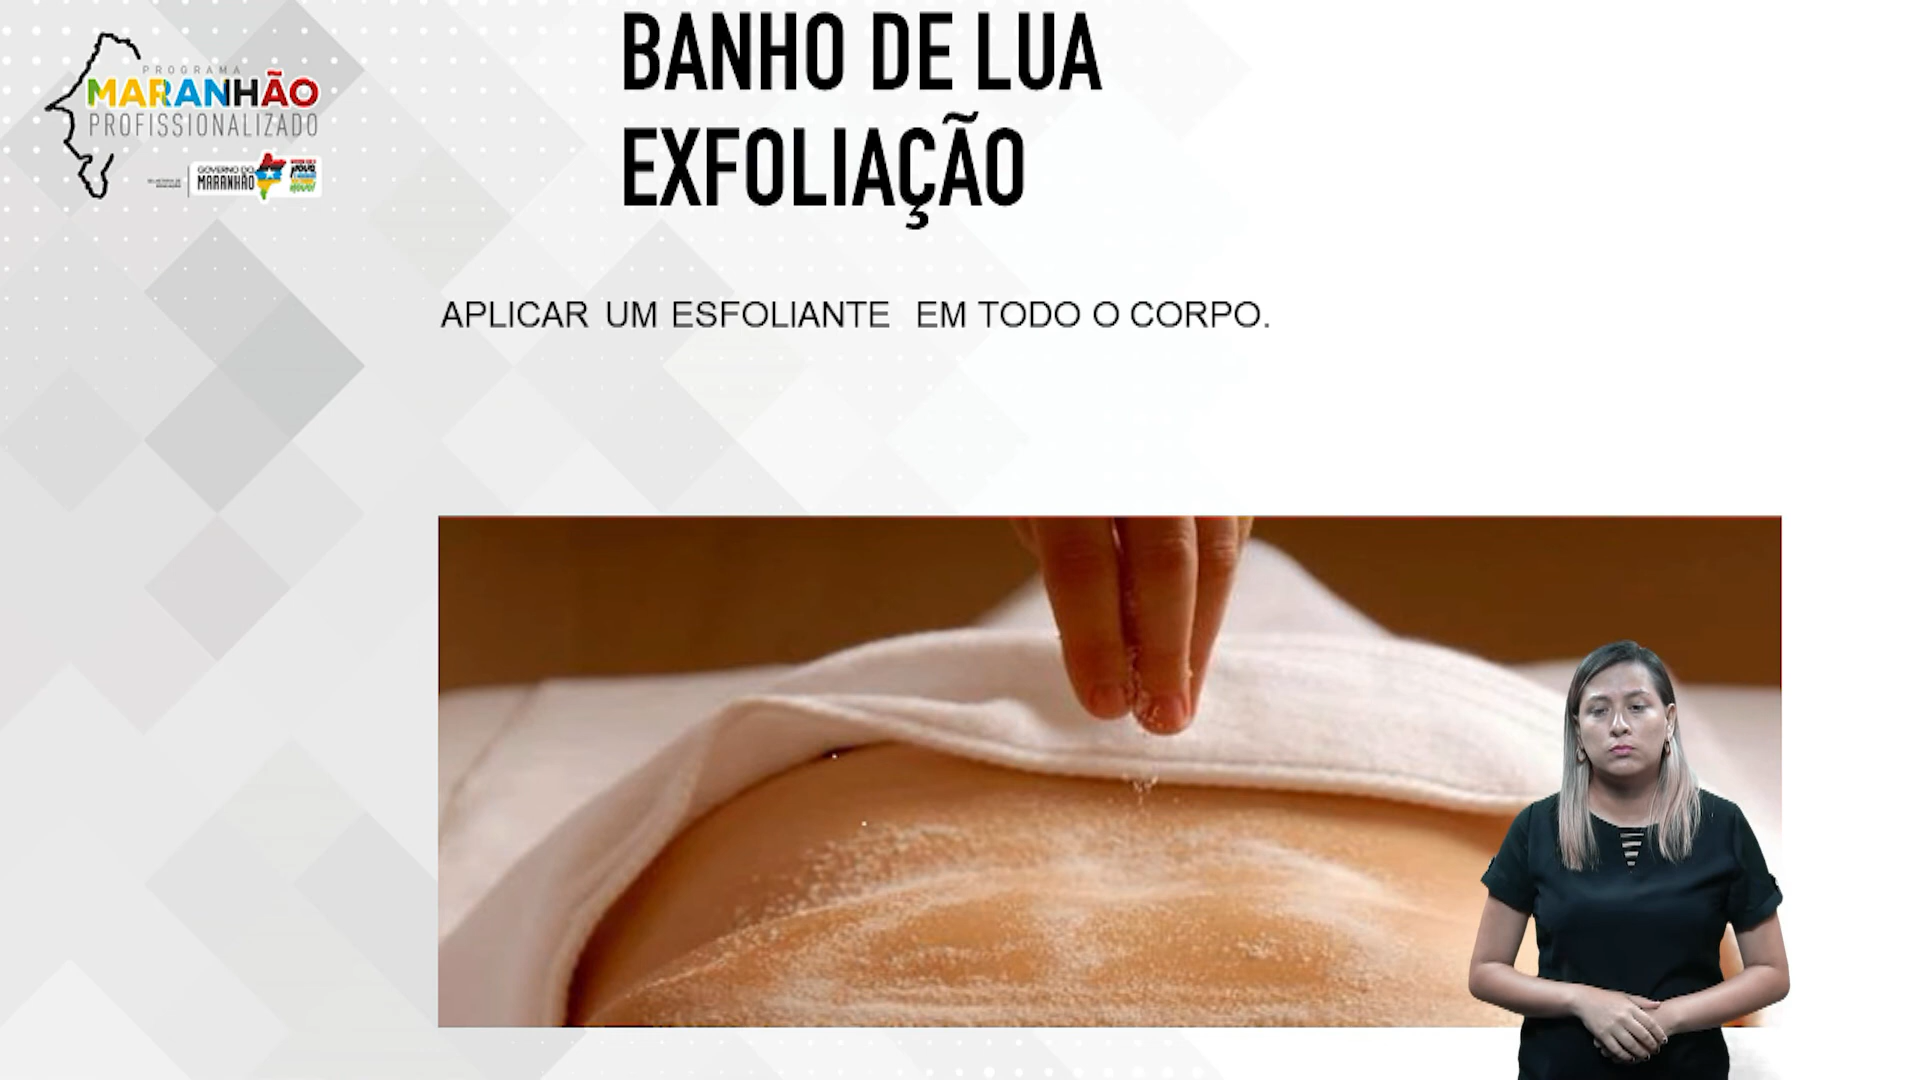 PROGRAMA
MARANHÃO
PROFISSIONALIZADO
GOVERNO DO
MARANHÃO
BANHO DE LUA
EXFOLIAÇÃO
APLICAR UM ESFOLIANTE EM TODO O CORPO.